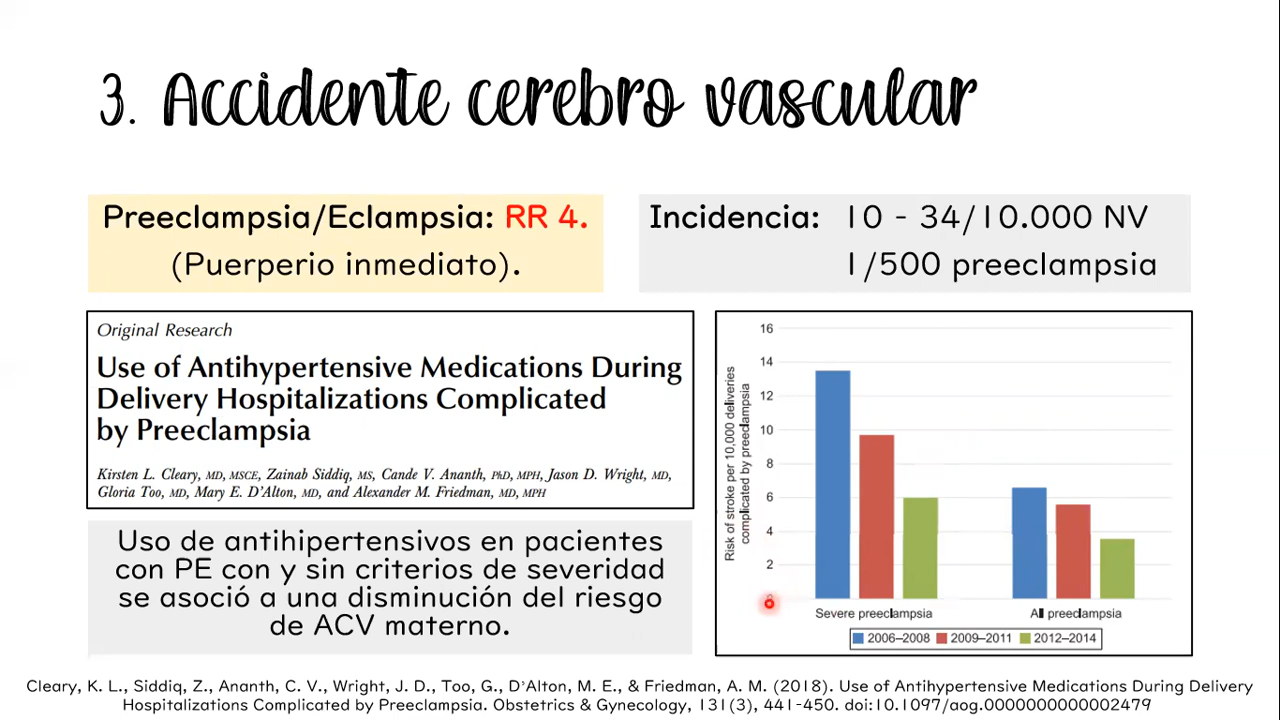 3. Accidente cerebro vascular
Preeclampsia/Eclampsia: RR 4.
(Puerperio inmediato).
Incidencia: 10 - 34/10.000 NV
1/500 preeclampsia
Original Research
Use of Antihypertensive Medications During
Delivery Hospitalizations Complicated
by Preeclampsia
Kirsten L. Cleary, MD, MSCE, Zainab Siddiq, MS, Cande V. Ananth, PhD, MPH, Jason D. Wright, MD,
Gloria Too, MD, Mary E. D'Alton, MD, and Alexander M. Friedman, MD, MPH
Uso de antihipertensivos en pacientes
con PE con y sin criterios de severidad
se asoció a una disminución del riesgo
de ACV materno.
Risk of stroke per 10,000 deliveries
complicated by preeclampsia
16
14
12
10
8
6
4
2
Severe preeclampsia All preeclampsia
2006–2008 2009–2011 2012–2014
Cleary, K. L., Siddiq, Z., Ananth, C. V., Wright, J. D., Too, G., D'Alton, M. E., & Friedman, A. M. (2018). Use of Antihypertensive Medications During Delivery
Hospitalizations Complicated by Preeclampsia. Obstetrics & Gynecology, 131(3), 441-450. doi:10.1097/aog.0000000000002479